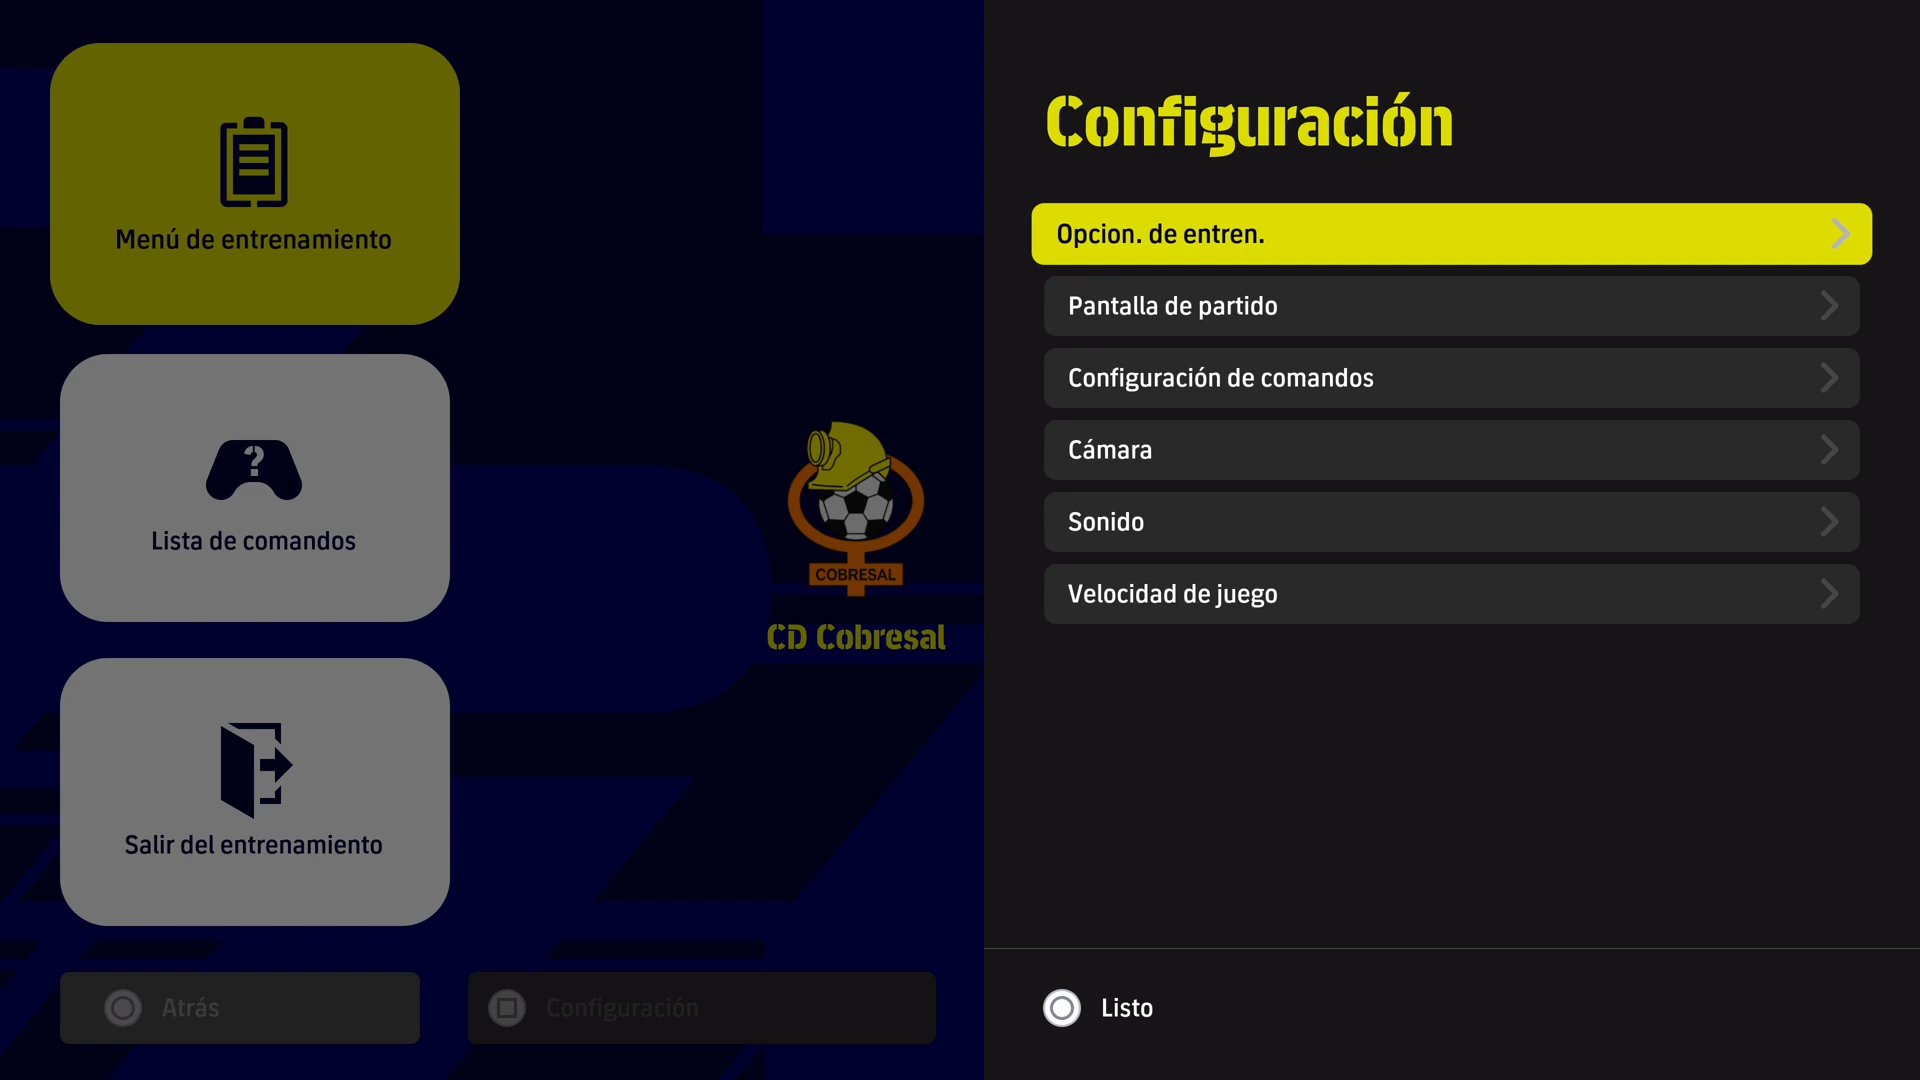 Menú de entrenamiento
Lista de comandos
Salir del entrenamiento
COBRESAL
CD Cobresal
Atrás
Configuración
Configuración
Opcion. de entren.
Pantalla de partido
Configuración de comandos
Cámara
Sonido
Velocidad de juego
Listo